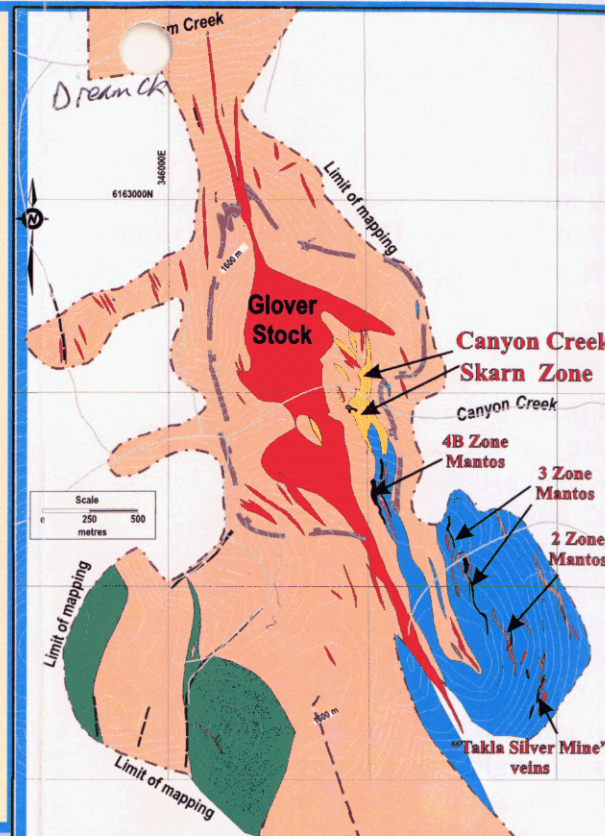 m Creek
Dream Ck
346000E
6163000N
N
Limit of mapping
1600 m
Glover
Stock
Canyon Creek
Skarn Zone
Canyon Creek
4B Zone
Mantos
3 Zone
Mantos
2 Zone
Mantos
Scale
0 250 500
metres
Limit of mapping
Limit of mapping
"Takla Silver Mine"
veins